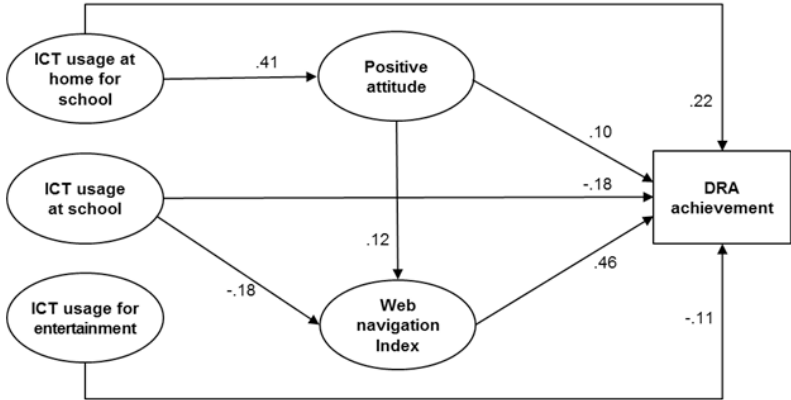 ICT usage at
home for
school
.41
Positive
attitude
.22
.10
ICT usage
at school
-.18
DRA
achievement
.12
-.18
.46
ICT usage for
entertainment
Web
navigation
Index
-.11